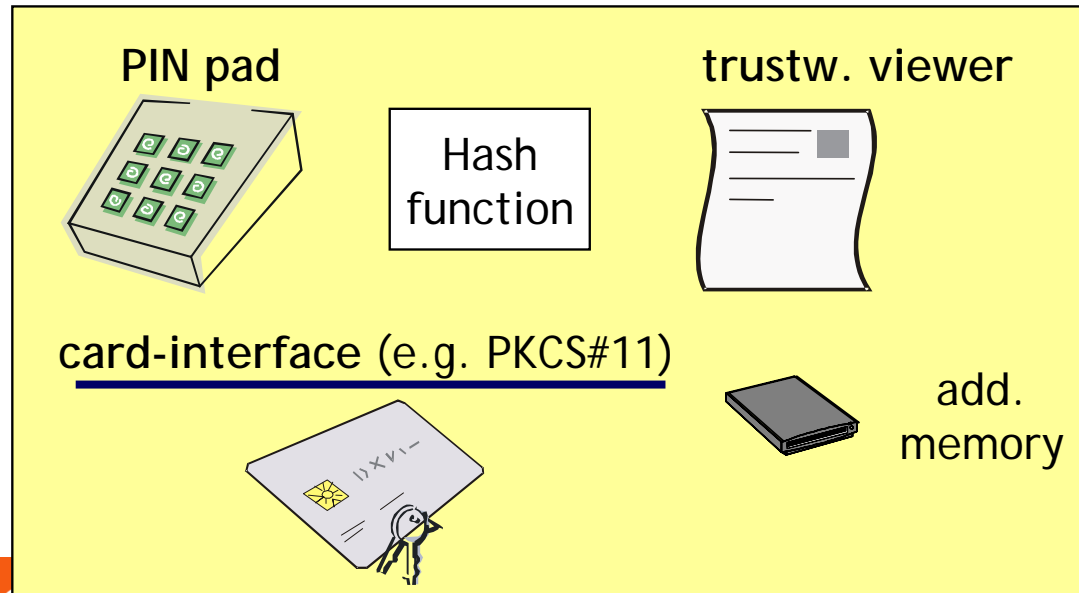 PIN pad
trustw. viewer
Hash
function
card-interface (e.g. PKCS#11)
add.
memory